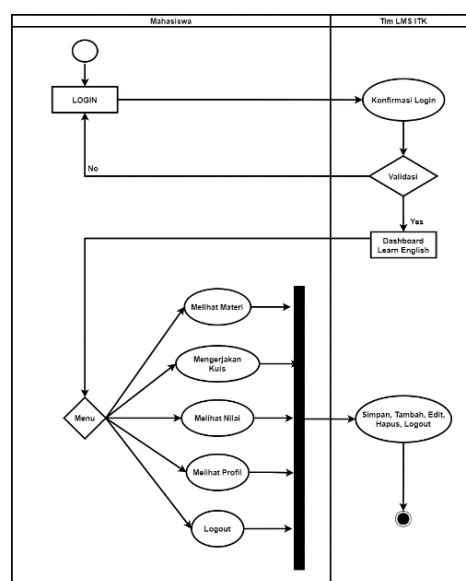 Mahasiswa
Tim LMS ITK
LOGIN
Konfirmasi Login
No
Validasi
Yes
Dashboard
Learn English
Melihat Materi
Mengerjakan
Kuis
Menu
Melihat Nilai
Simpan, Tambah, Edit,
Hapus, Logout
Melihat Profil
Logout